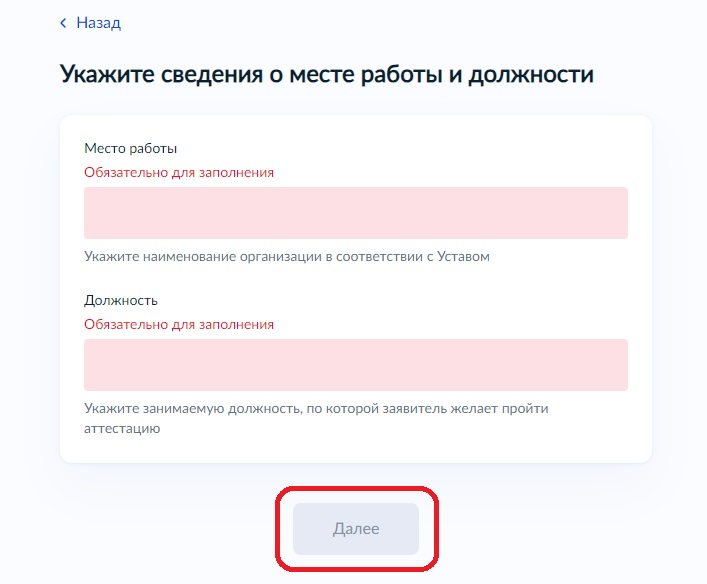 Назад
Укажите сведения о месте работы и должности
Место работы
Обязательно для заполнения
Укажите наименование организации в соответствии с Уставом
Должность
Обязательно для заполнения
Укажите занимаемую должность, по которой заявитель желает пройти
аттестацию
Далее